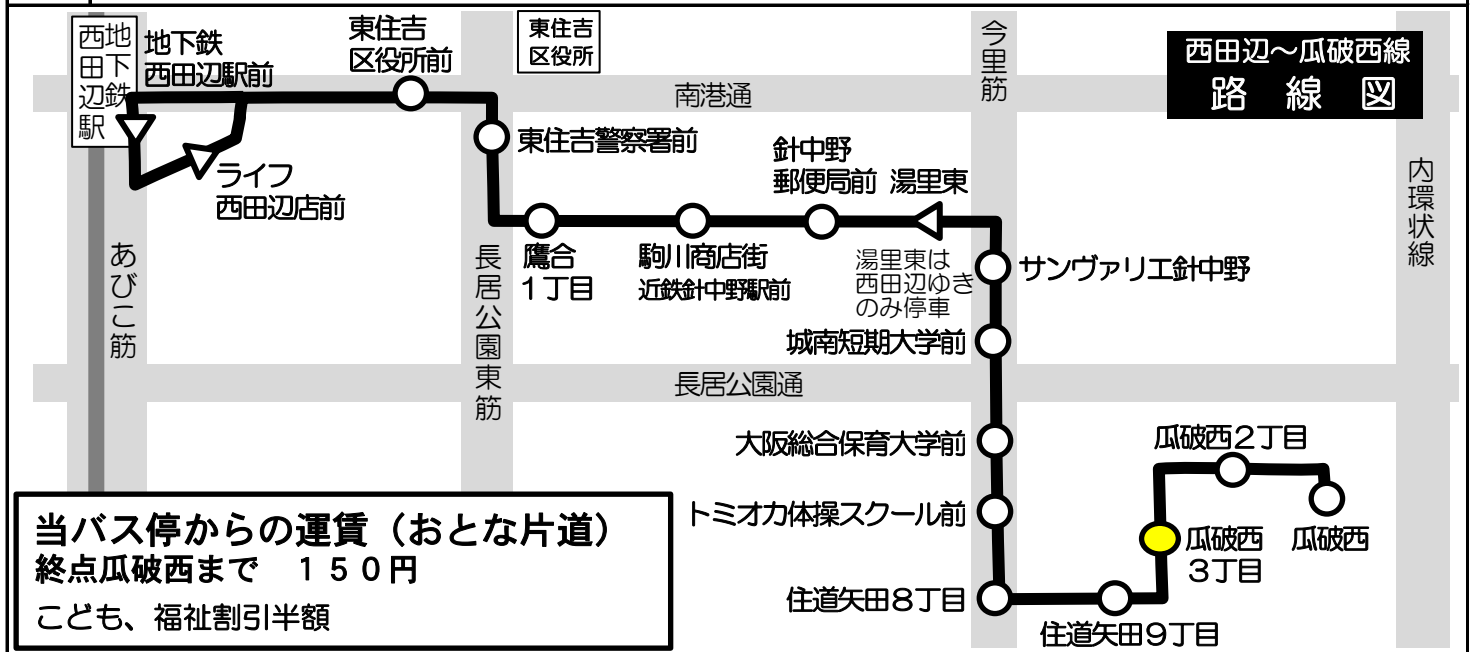 西田辺～瓜破西線
路線図
地下鉄
西田辺駅
地下鉄
西田辺駅前
東住吉
区役所前
東住吉
区役所
今里筋
南港通
東住吉警察署前
ライフ
西田辺店前
針中野
郵便局前
湯里東
内環状線
あびこ筋
長居公園東筋
鷹合
1丁目
駒川商店街
近鉄針中野駅前
湯里東は
西田辺ゆき
のみ停車
サンヴァリエ針中野
城南短期大学前
長居公園通
大阪総合保育大学前
瓜破西2丁目
トミオカ体操スクール前
瓜破西
3丁目
瓜破西
住道矢田8丁目
住道矢田9丁目
当バス停からの運賃（おとな片道）
終点瓜破西まで　１５０円
こども、福祉割引半額